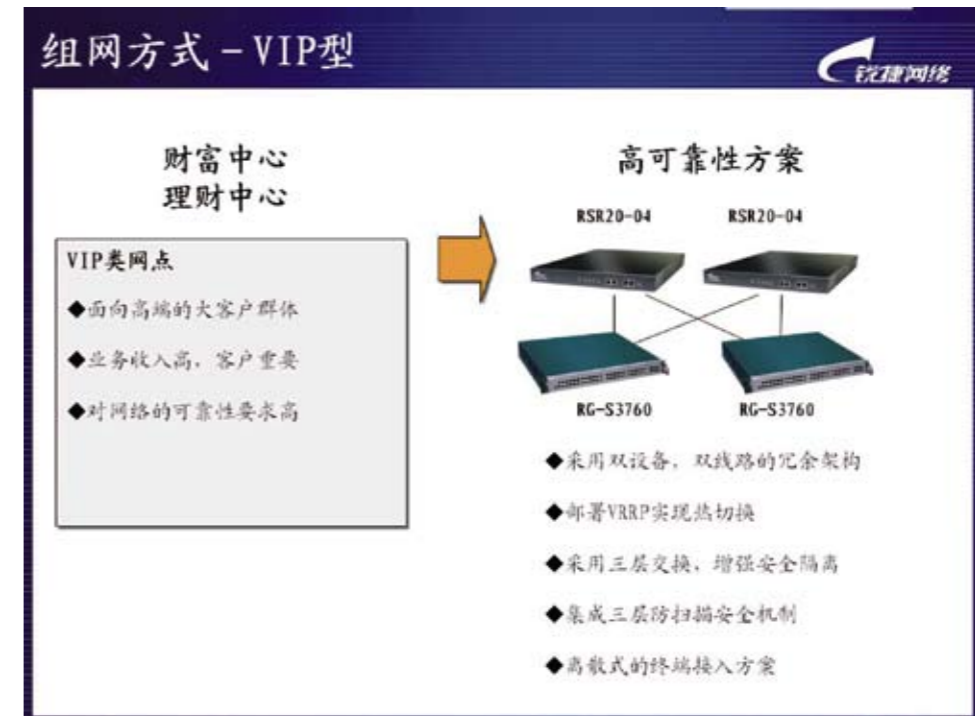 组网方式－VIP型
锐捷网络
财富中心
理财中心
VIP类网点
◆面向高端的大客户群体
◆业务收入高，客户重要
◆对网络的可靠性要求高
高可靠性方案
RSR20-04 RSR20-04
RG-S3760 RG-S3760
◆采用双设备，双线路的冗余架构
◆部署VRRP实现热切换
◆采用三层交换，增强安全隔离
◆集成三层防扫描安全机制
◆离散式的终端接入方案